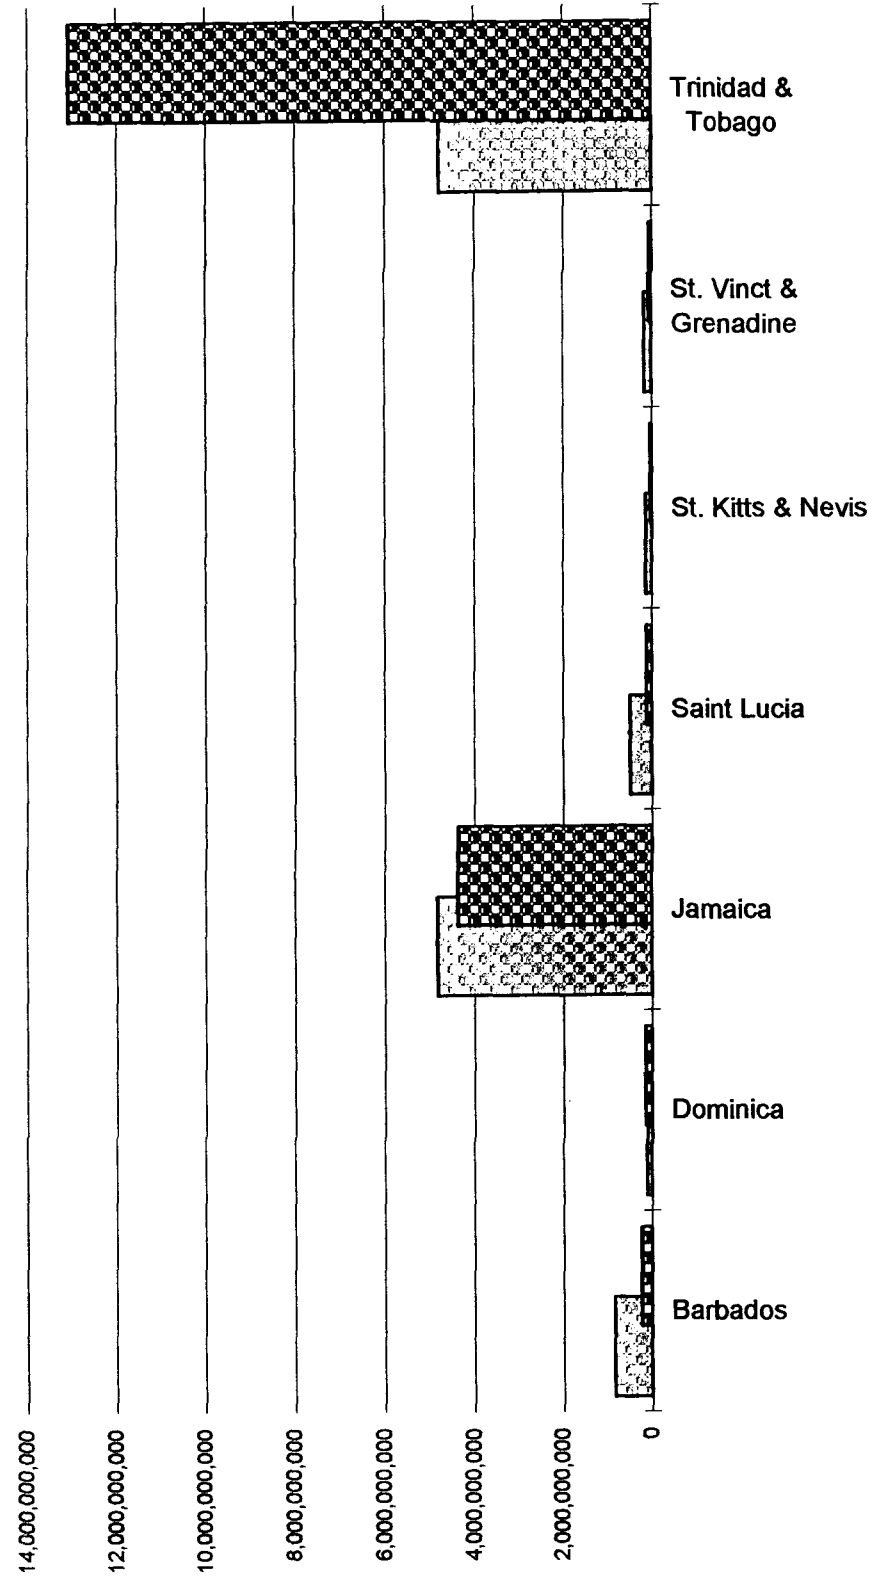 Trinidad &
Tobago
St. Vinct &
Grenadine
St. Kitts & Nevis
Saint Lucia
Jamaica
Dominica
Barbados
14,000,000,000
12,000,000,000
10,000,000,000
8,000,000,000
6,000,000,000
4,000,000,000
2,000,000,000
0